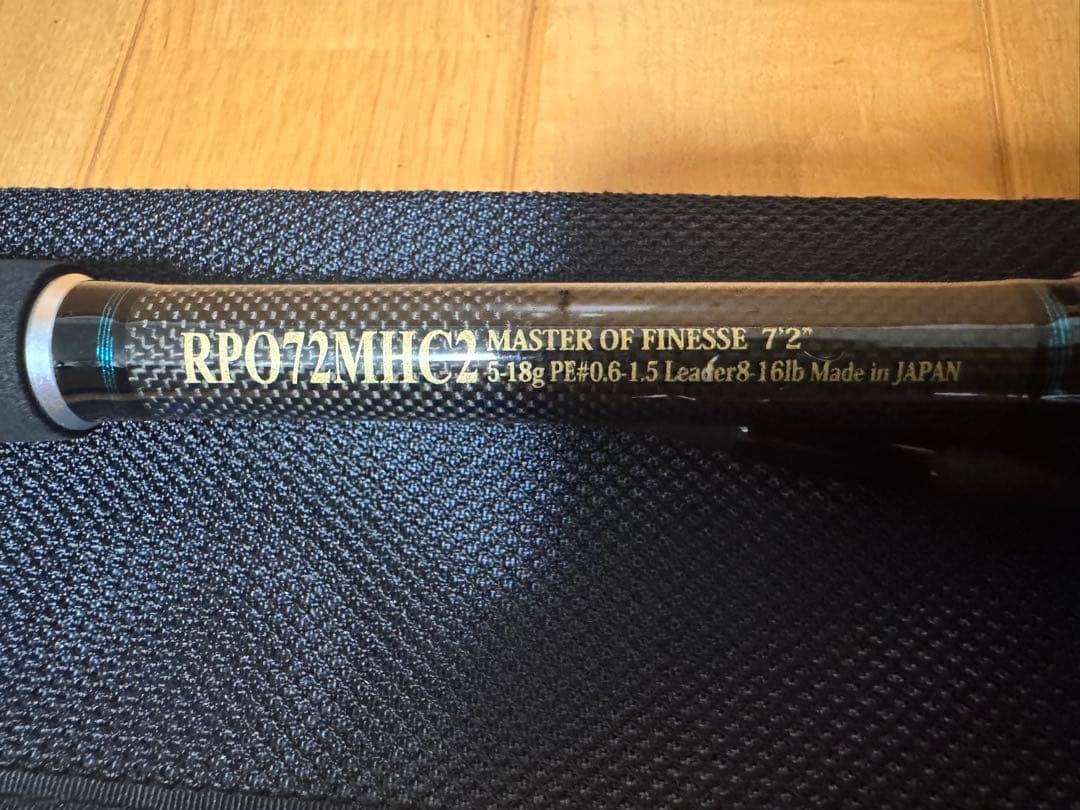 RPO72MHC2 MASTER OF FINESSE 7'2"
5-18g PE#0.6-1.5 Leader8-16lb Made in JAPAN